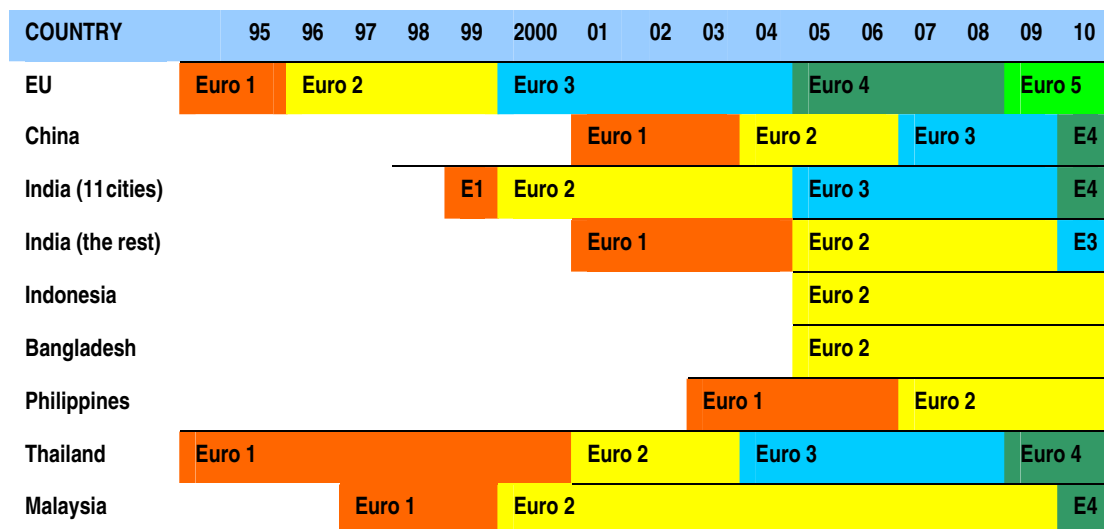 COUNTRY 95 96 97 98 99 2000 01 02 03 04 05 06 07 08 09 10
EU Euro 1 Euro 2 Euro 3 Euro 4 Euro 5
China Euro 1 Euro 2 Euro 3 E4
India (11 cities) E1 Euro 2 Euro 3 E4
India (the rest) Euro 1 Euro 2 E3
Indonesia Euro 2
Bangladesh Euro 2
Philippines Euro 1 Euro 2
Thailand Euro 1 Euro 2 Euro 3 Euro 4
Malaysia Euro 1 Euro 2 E4